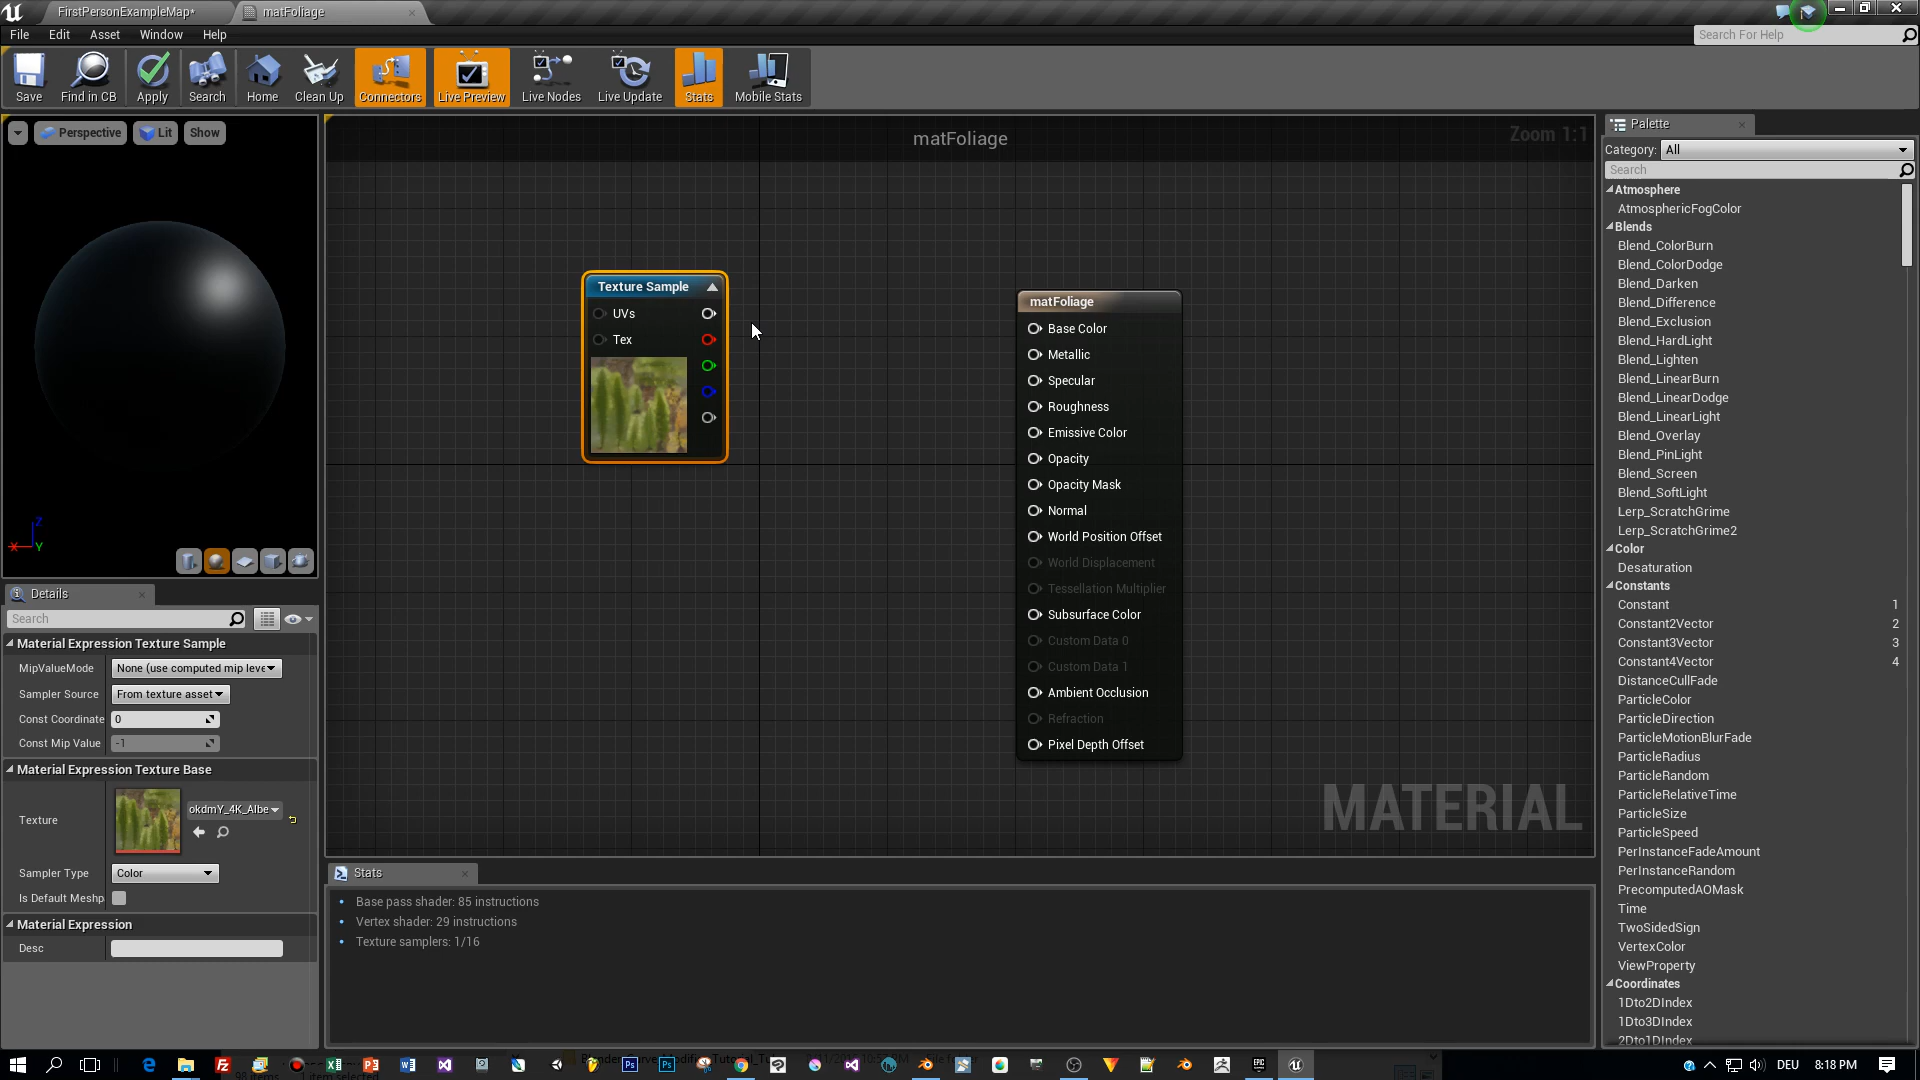 FirstPersonExampleMap*
matFoliage
File Edit Asset Window Help
Search For Help
Save
Find in CB
Apply
Search
Home
Clean Up
Connectors
Live Preview
Live Nodes
Live Update
Stats
Mobile Stats
Perspective
Lit
Show
matFoliage
Zoom 1:1
Texture Sample
UVs
Tex
matFoliage
Base Color
Metallic
Specular
Roughness
Emissive Color
Opacity
Opacity Mask
Normal
World Position Offset
World Displacement
Tessellation Multiplier
Subsurface Color
Custom Data 0
Custom Data 1
Ambient Occlusion
Refraction
Pixel Depth Offset
MATERIAL
Z
X
Y
Details
Search
Material Expression Texture Sample
MipValueMode None (use computed mip leve
Sampler Source From texture asset
Const Coordinate 0
Const Mip Value -1
Material Expression Texture Base
Texture okdmY_4K_Albe
Sampler Type Color
Is Default Meshp
Material Expression
Desc
Stats
Base pass shader: 85 instructions
Vertex shader: 29 instructions
Texture samplers: 1/16
Palette
Category: All
Search
Atmosphere
AtmosphericFogColor
Blends
Blend_ColorBurn
Blend_ColorDodge
Blend_Darken
Blend_Difference
Blend_Exclusion
Blend_HardLight
Blend_Lighten
Blend_LinearBurn
Blend_LinearDodge
Blend_LinearLight
Blend_Overlay
Blend_PinLight
Blend_Screen
Blend_SoftLight
Lerp_ScratchGrime
Lerp_ScratchGrime2
Color
Desaturation
Constants
Constant 1
Constant2Vector 2
Constant3Vector 3
Constant4Vector 4
DistanceCullFade
ParticleColor
ParticleDirection
ParticleMotionBlurFade
ParticleRadius
ParticleRandom
ParticleRelativeTime
ParticleSize
ParticleSpeed
PerInstanceFadeAmount
PerInstanceRandom
PrecomputedAOMask
Time
TwoSidedSign
VertexColor
ViewProperty
Coordinates
1Dto2DIndex
1Dto3DIndex
2Dto1DIndex
DEU
8:18 PM